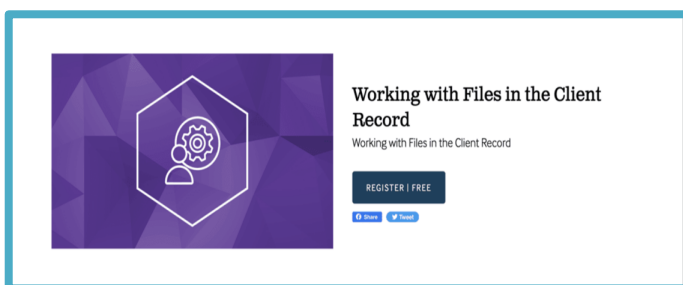 Working with Files in the Client
Record
Working with Files in the Client Record
REGISTER | FREE
Share
Tweet